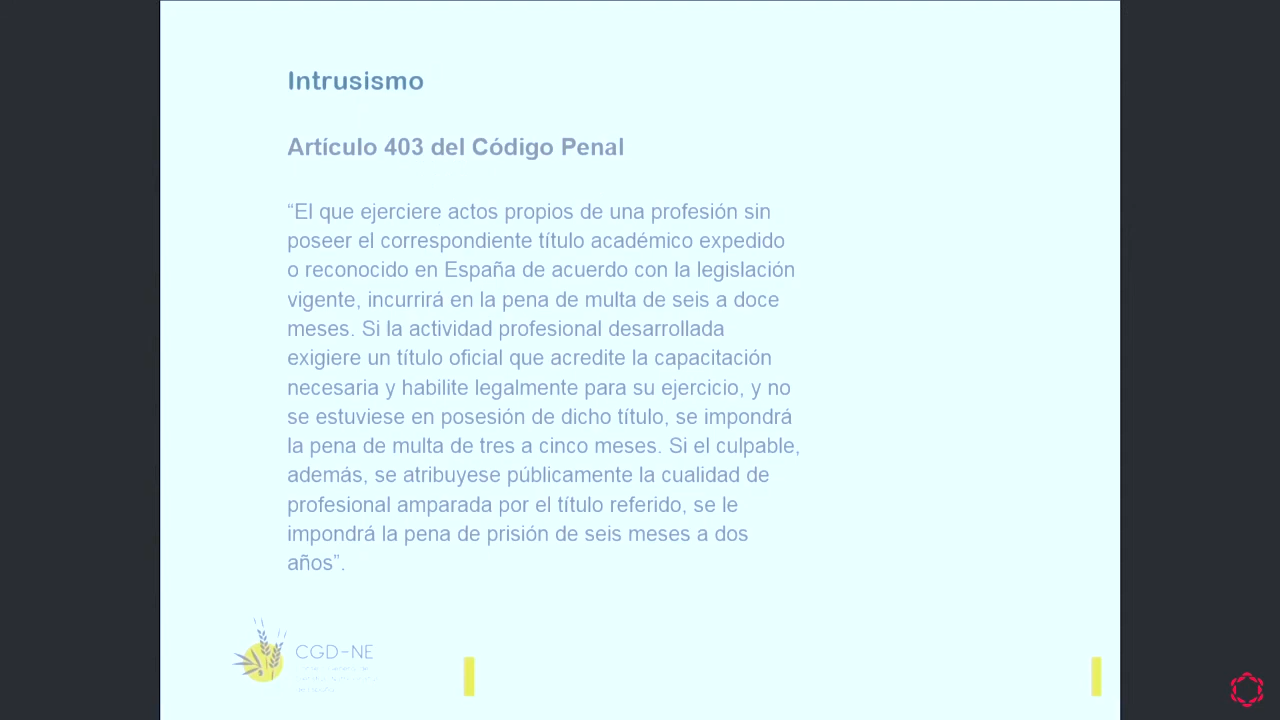 Intrusismo
Artículo 403 del Código Penal
“El que ejerciere actos propios de una profesión sin
poseer el correspondiente título académico expedido
o reconocido en España de acuerdo con la legislación
vigente, incurrirá en la pena de multa de seis a doce
meses. Si la actividad profesional desarrollada
exigiere un título oficial que acredite la capacitación
necesaria y habilite legalmente para su ejercicio, y no
se estuviese en posesión de dicho título, se impondrá
la pena de multa de tres a cinco meses. Si el culpable,
además, se atribuyese públicamente la cualidad de
profesional amparada por el título referido, se le
impondrá la pena de prisión de seis meses a dos
años”.
CGD-NE